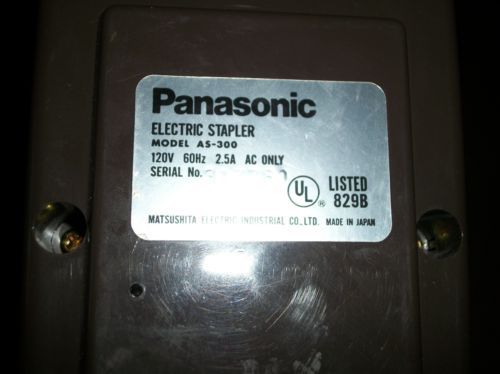 Panasonic
ELECTRIC STAPLER
MODEL AS-300
120V 60Hz 2.5A AC ONLY
SERIAL No.
UL ® LISTED
829B
MATSUSHITA ELECTRIC INDUSTRIAL CO., LTD. MADE IN JAPAN